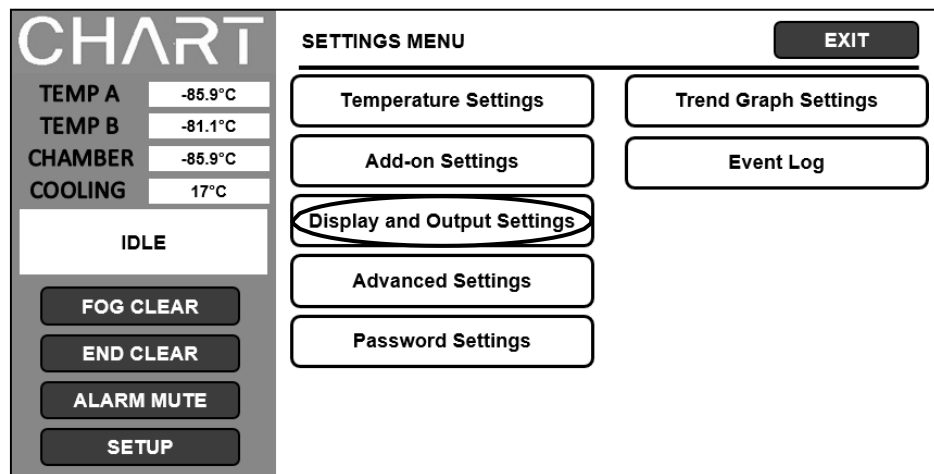 CHART
TEMP A -85.9°C
TEMP B -81.1°C
CHAMBER -85.9°C
COOLING 17°C
IDLE
FOG CLEAR
END CLEAR
ALARM MUTE
SETUP
SETTINGS MENU EXIT
Temperature Settings
Add-on Settings
Display and Output Settings
Advanced Settings
Password Settings
Trend Graph Settings
Event Log